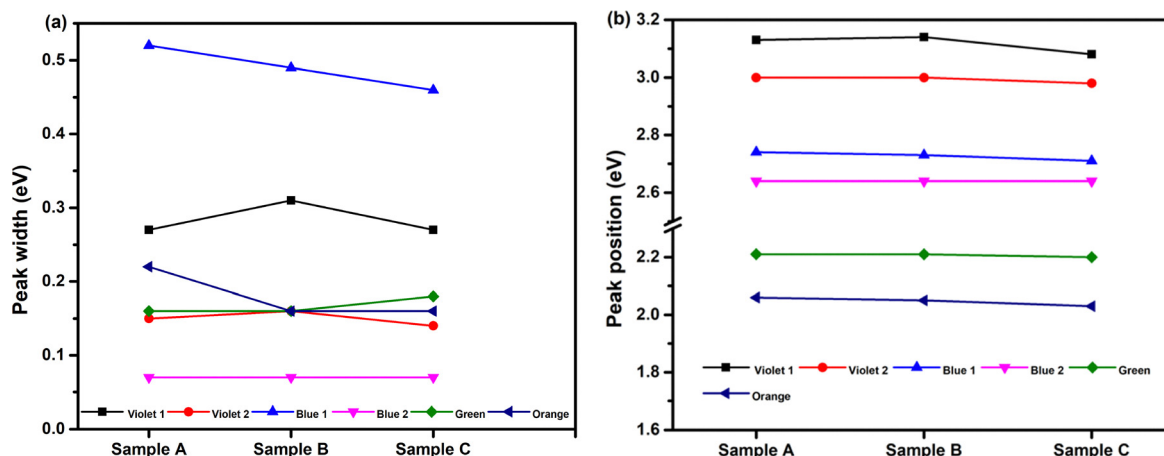 (a)
Peak width (eV)
0.5
0.4
0.3
0.2
0.1
0.0
Violet 1 Violet 2 Blue 1 Blue 2 Green Orange
Sample A Sample B Sample C
(b)
Peak position (eV)
3.2
3.0
2.8
2.6
2.2
2.0
1.8
1.6
Violet 1 Violet 2 Blue 1 Blue 2 Green
Orange
Sample A Sample B Sample C